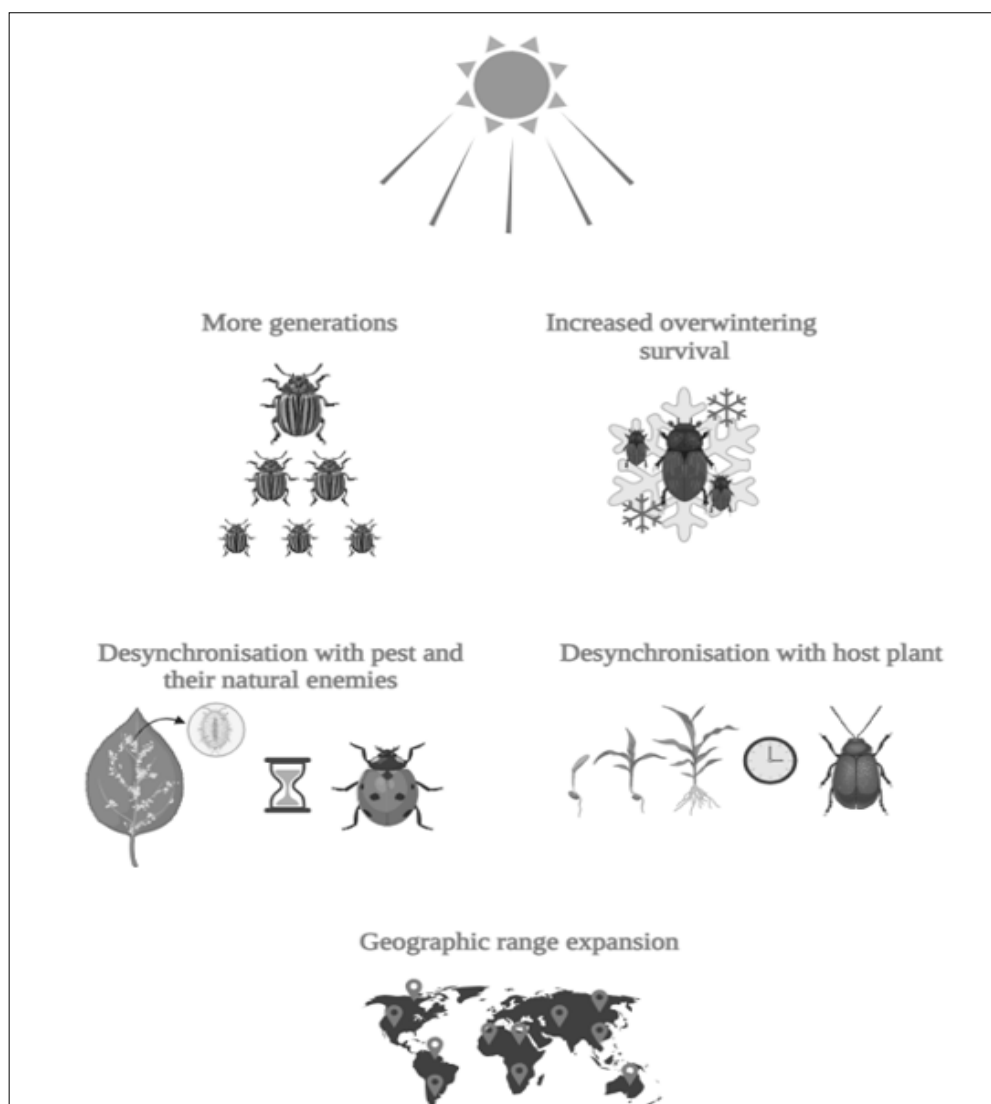 More generations
Increased overwintering
survival
Desynchronisation with pest and
their natural enemies
Desynchronisation with host plant
Geographic range expansion